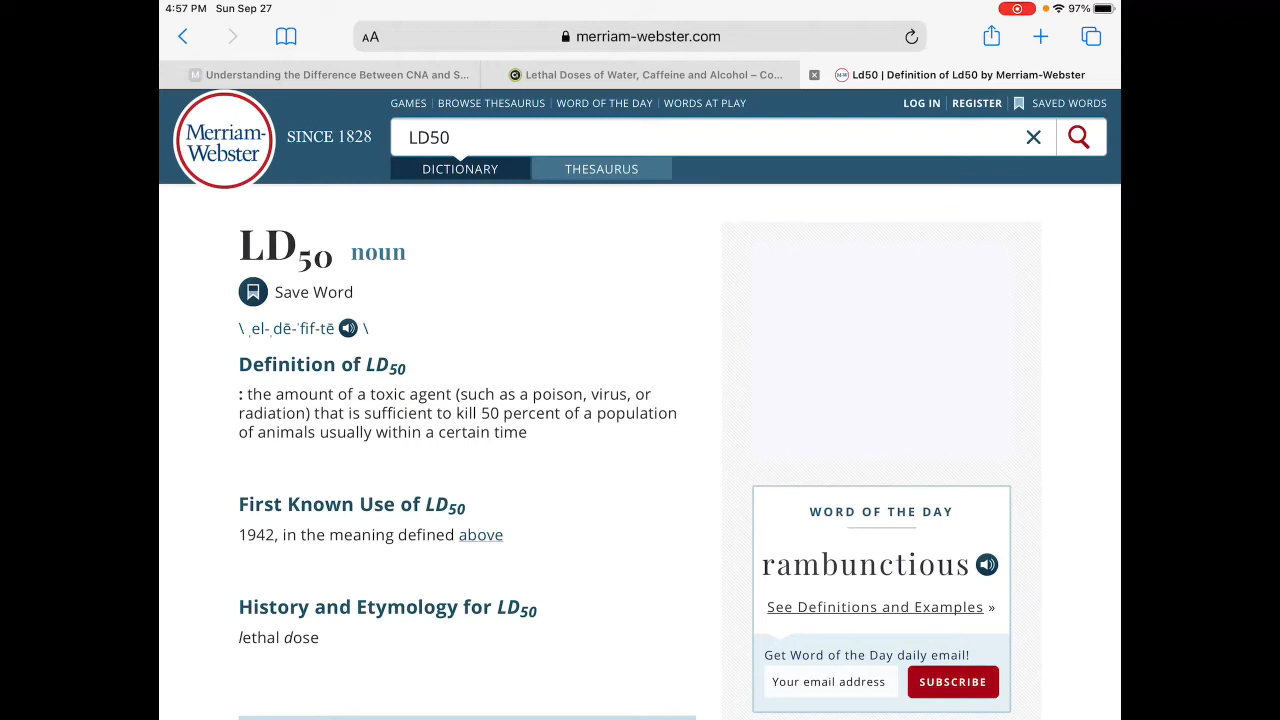 4:57 PM Sun Sep 27
97%
AA
merriam-webster.com
M Understanding the Difference Between CNA and S...
Lethal Doses of Water, Caffeine and Alcohol – Co...
Ld50 | Definition of Ld50 by Merriam-Webster
GAMES | BROWSE THESAURUS | WORD OF THE DAY | WORDS AT PLAY
LOG IN | REGISTER | SAVED WORDS
Merriam-
Webster
SINCE 1828
LD50
DICTIONARY
THESAURUS
LD50 noun
Save Word
\ ˌel-ˌdē-ˈfif-tē \
Definition of LD50
: the amount of a toxic agent (such as a poison, virus, or
radiation) that is sufficient to kill 50 percent of a population
of animals usually within a certain time
First Known Use of LD50
1942, in the meaning defined above
History and Etymology for LD50
lethal dose
WORD OF THE DAY
rambunctious
See Definitions and Examples »
Get Word of the Day daily email!
Your email address
SUBSCRIBE